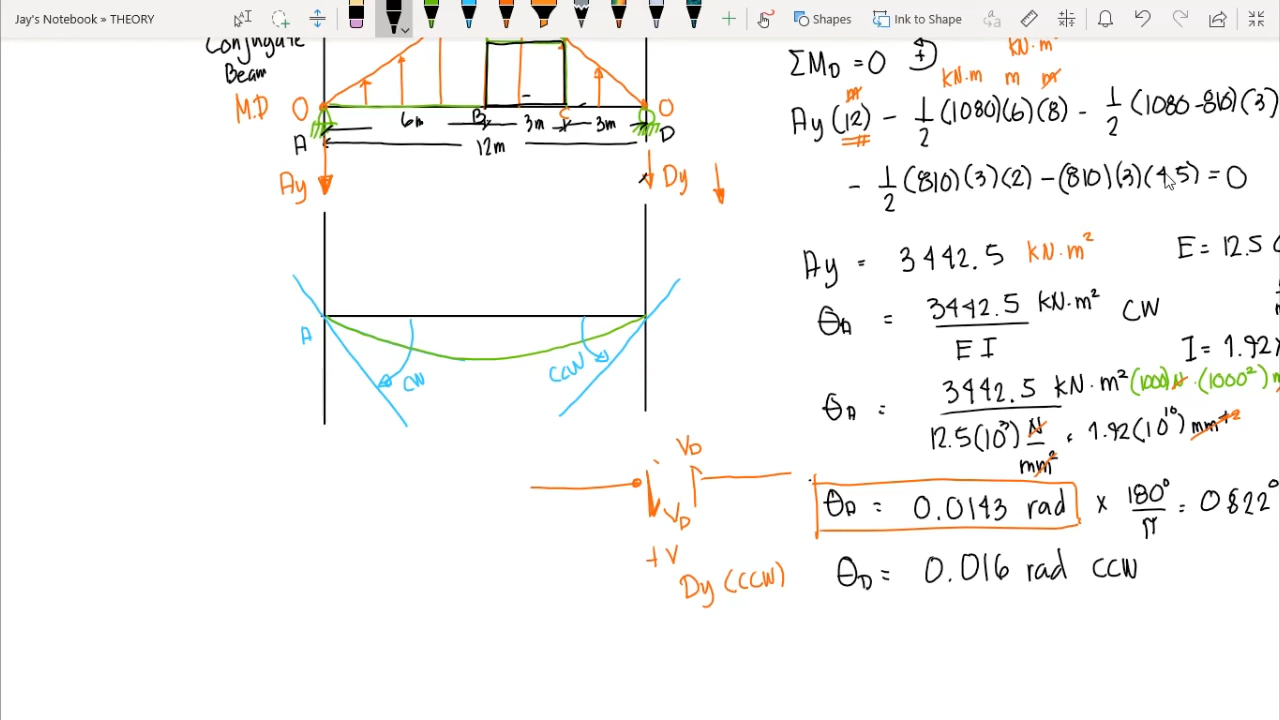 Jay's Notebook » THEORY
Shapes
Ink to Shape
Conjugate
Beam
M.D O
O
A
B
C
D
6m
3m
3m
12m
Ay
Dy
A
CW
CCW
VD
VD
+V
Dy (CCW)
kN·m²
ΣMD = 0
kN·m m m
m
Ay (12) - 1/2 (1080)(6)(8) - 1/2 (1080-810)(3)
- 1/2 (810)(3)(2) - (810)(3)(4.5) = 0
Ay = 3442.5 kN·m²
E = 12.5
θA = 3442.5 kN·m² / EI CW
I = 1.92
θA = 3442.5 kN·m² (1000)N · (1000²) / 12.5(10³) N/mm² · 1.92(10¹⁰) mm⁴
θA = 0.0143 rad × 180°/π = 0.822°
θD = 0.016 rad CCW